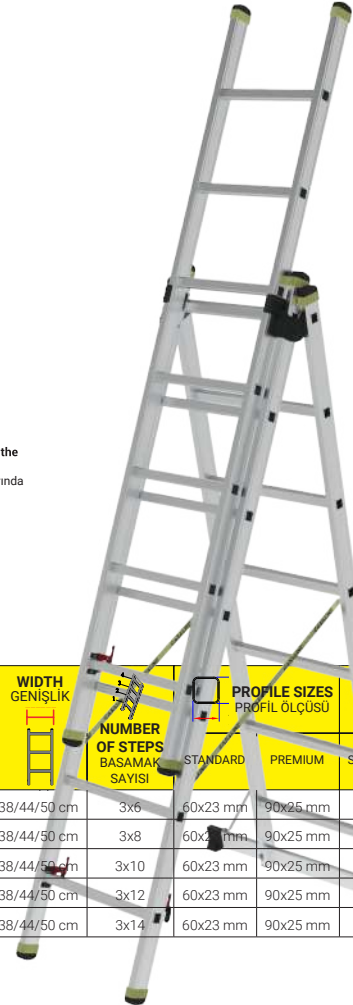 the
rında
WIDTH
GENİŞLİK
NUMBER
OF STEPS
BASAMAK
SAYISI
PROFILE SIZES
PROFİL ÖLÇÜSÜ
STANDARD PREMIUM S
38/44/50 cm 3x6 60x23 mm 90x25 mm
38/44/50 cm 3x8 60x23 mm 90x25 mm
38/44/50 cm 3x10 60x23 mm 90x25 mm
38/44/50 cm 3x12 60x23 mm 90x25 mm
38/44/50 cm 3x14 60x23 mm 90x25 mm